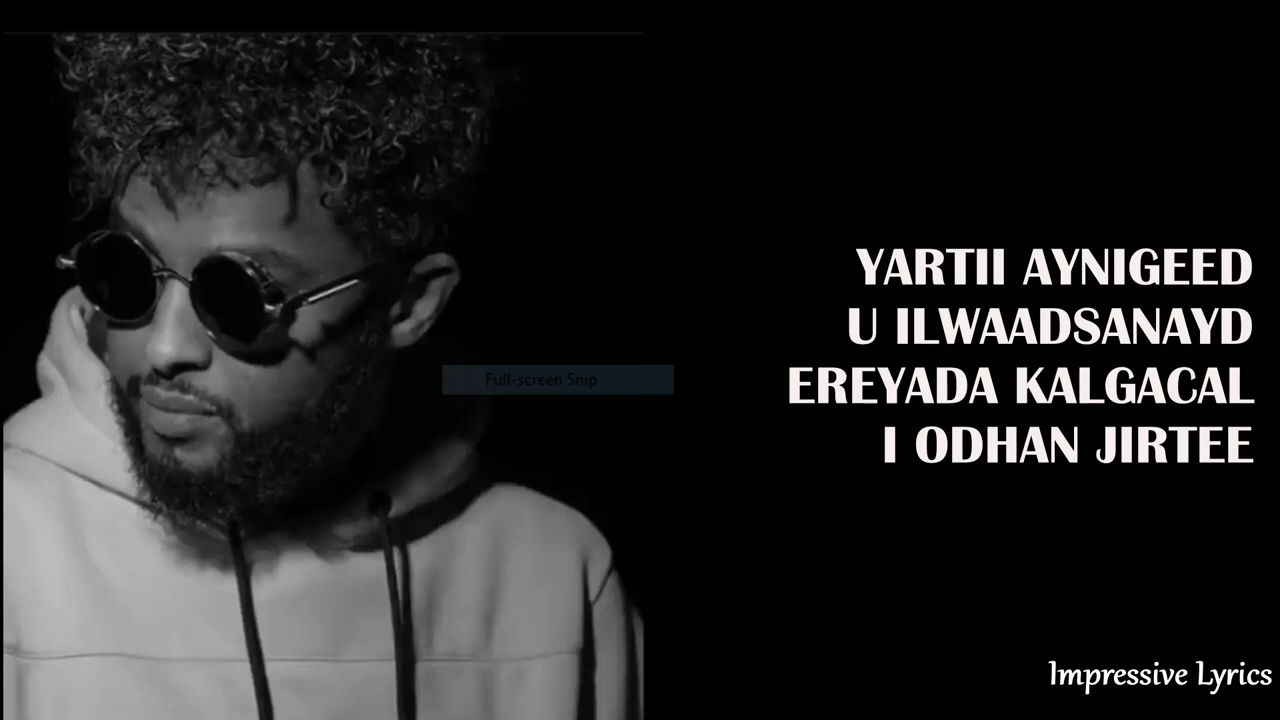 YARTII AYNIGEED
U ILWAADSANAYD
EREYADA KALGACAL
I ODHAN JIRTEE
Full-screen Snip
Impressive Lyrics